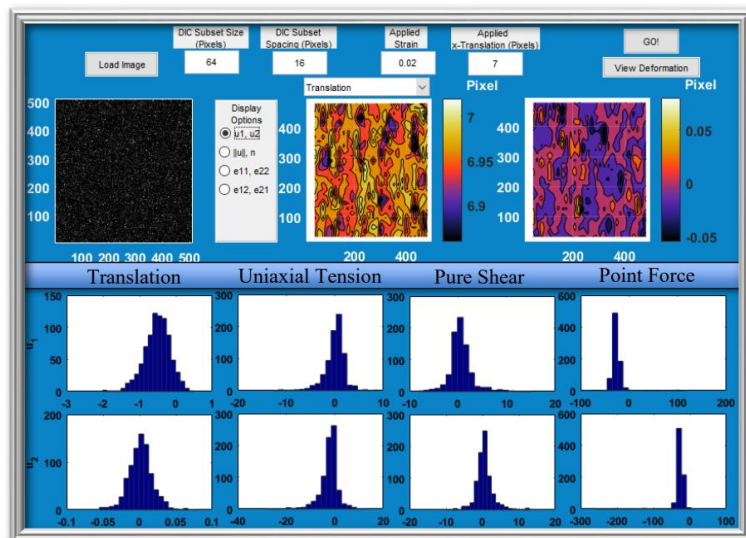 DIC Subset Size
(Pixels)
DIC Subset
Spacing (Pixels)
Applied
Strain
Applied
x-Translation (Pixels)
GO!
Load Image
64
16
0.02
7
View Deformation
Translation
Pixel
Pixel
500
400
300
200
100
100 200 300 400 500
Display
Options
u1, u2
||u||, n
e11, e22
e12, e21
400
300
200
100
200 400
7
6.95
6.9
400
300
200
100
200 400
0.05
0
-0.05
Translation
Uniaxial Tension
Pure Shear
Point Force
u1
150
100
50
0
-3 -2 -1 0 1
300
200
100
0
-20 -10 0 10
300
200
100
0
-10 0 10 20
600
400
200
0
-100 0 100 200
u2
200
100
0
-0.1 -0.05 0 0.05 0.1
300
200
100
0
-40 -20 0 20
300
200
100
0
-20 -10 0 10 20
600
400
200
0
-300 -200 -100 0 100